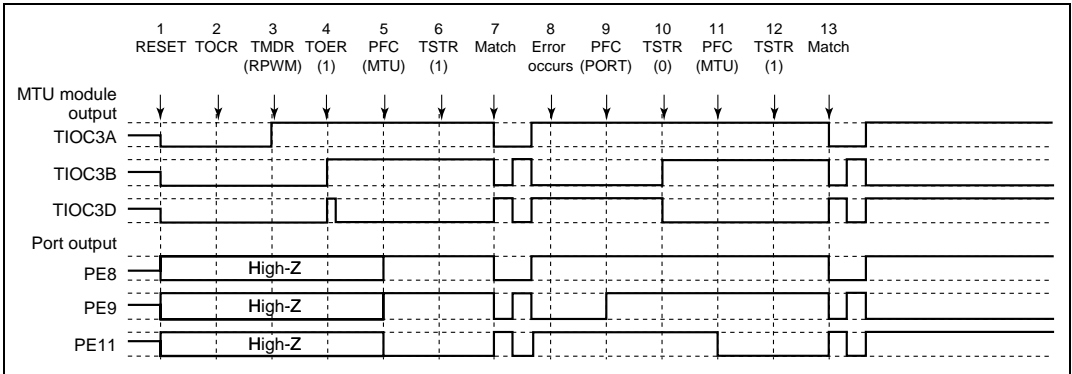 1 2 3 4 5 6 7 8 9 10 11 12 13
RESET TOCR TMDR TOER PFC TSTR Match Error PFC TSTR PFC TSTR Match
(RPWM) (1) (MTU) (1) occurs (PORT) (0) (MTU) (1)
MTU module
output
TIOC3A
TIOC3B
TIOC3D
Port output
PE8 High-Z
PE9 High-Z
PE11 High-Z